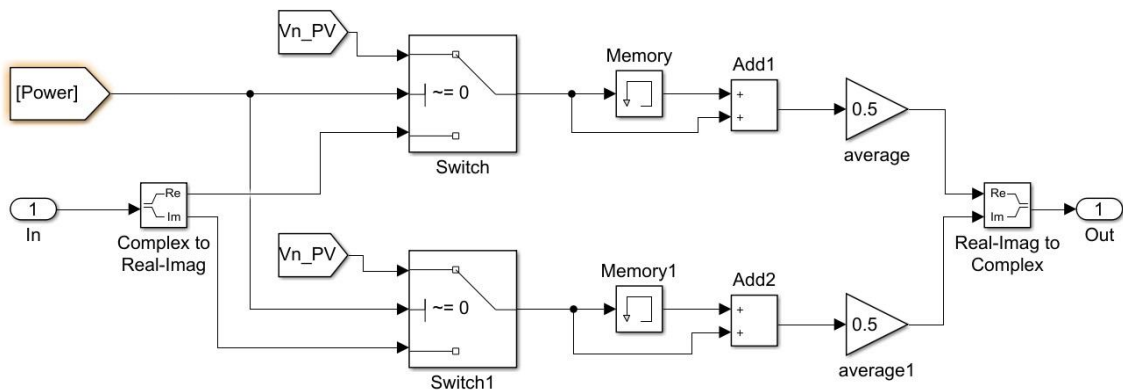 Vn_PV
[Power]
~= 0
Switch
Memory
+
+
Add1
0.5
average
1
In
Re
Im
Complex to
Real-Imag
Vn_PV
~= 0
Switch1
Memory1
+
+
Add2
0.5
average1
Re
Im
Real-Imag to
Complex
1
Out